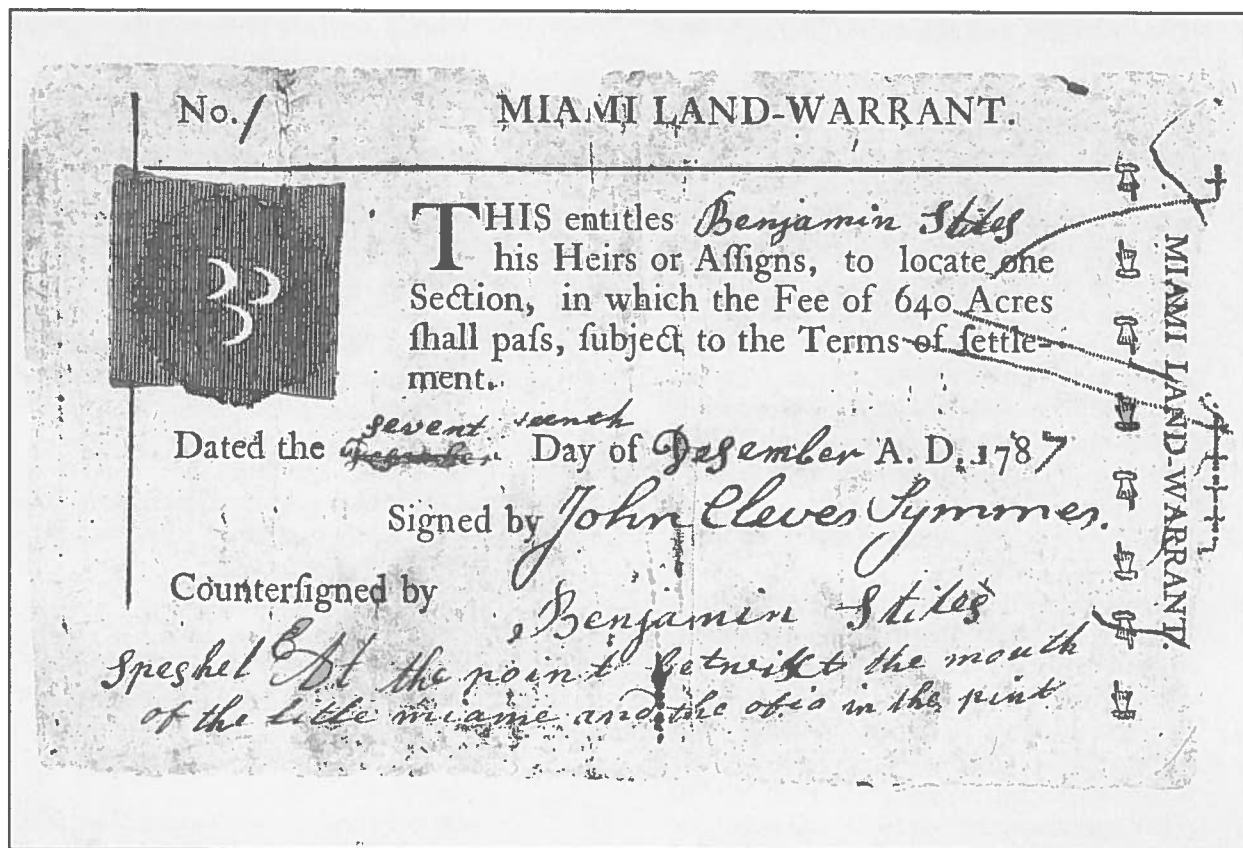 No. 1 MIAMI LAND-WARRANT.
THIS entitles Benjamin Stites
his Heirs or Aſſigns, to locate one
Section, in which the Fee of 640 Acres
ſhall paſs, ſubject to the Terms of ſettle-
ment.
sevent teenth
Dated the Day of Desember A. D. 1787
Signed by John Cleves Symmes.
Counterſigned by
Benjamin Stites
Speshel E At the point betwixt the mouth
of the little miame and the ohio in the pint
MIAMI LAND-WARRANT.